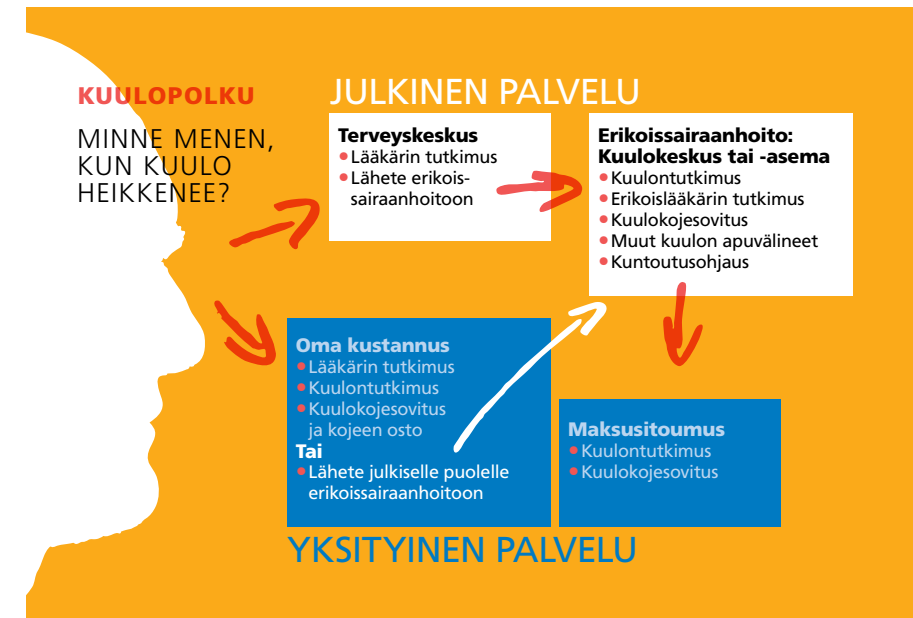 KUULOPOLKU
MINNE MENEN,
KUN KUULO
HEIKKENEE?
JULKINEN PALVELU
Terveyskeskus
•Lääkärin tutkimus
•Lähete erikois-
sairaanhoitoon
Erikoissairaanhoito:
Kuulokeskus tai -asema
•Kuulontutkimus
•Erikoislääkärin tutkimus
•Kuulokojesovitus
•Muut kuulon apuvälineet
•Kuntoutusohjaus
Oma kustannus
•Lääkärin tutkimus
•Kuulontutkimus
•Kuulokojesovitus
ja kojeen osto
Tai
•Lähete julkiselle puolelle
erikoissairaanhoitoon
Maksusitoumus
•Kuulontutkimus
•Kuulokojesovitus
YKSITYINEN PALVELU